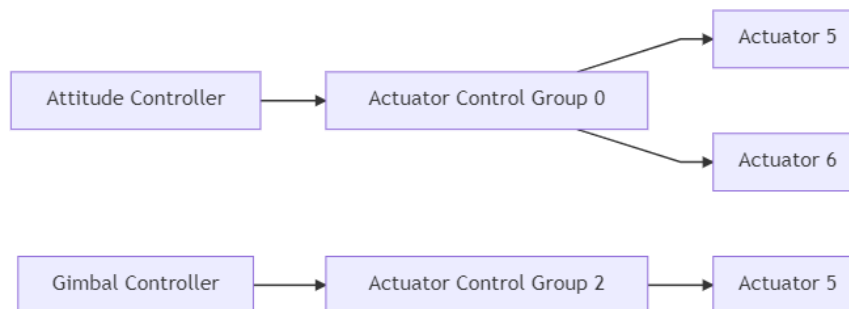 Actuator 5
Attitude Controller
Actuator Control Group 0
Actuator 6
Gimbal Controller
Actuator Control Group 2
Actuator 5